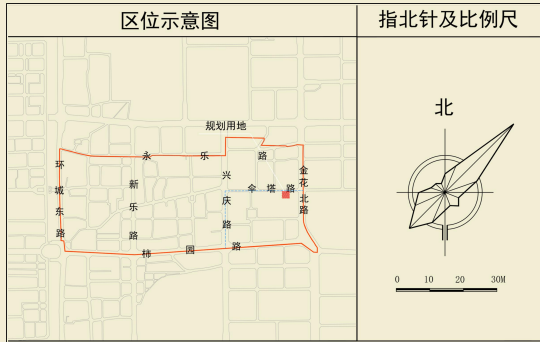 区位示意图
指北针及比例尺
规划用地
永乐路
环城东路
新乐路
兴庆路
伞塔路
金花北路
柿园路
北
0 10 20 30M